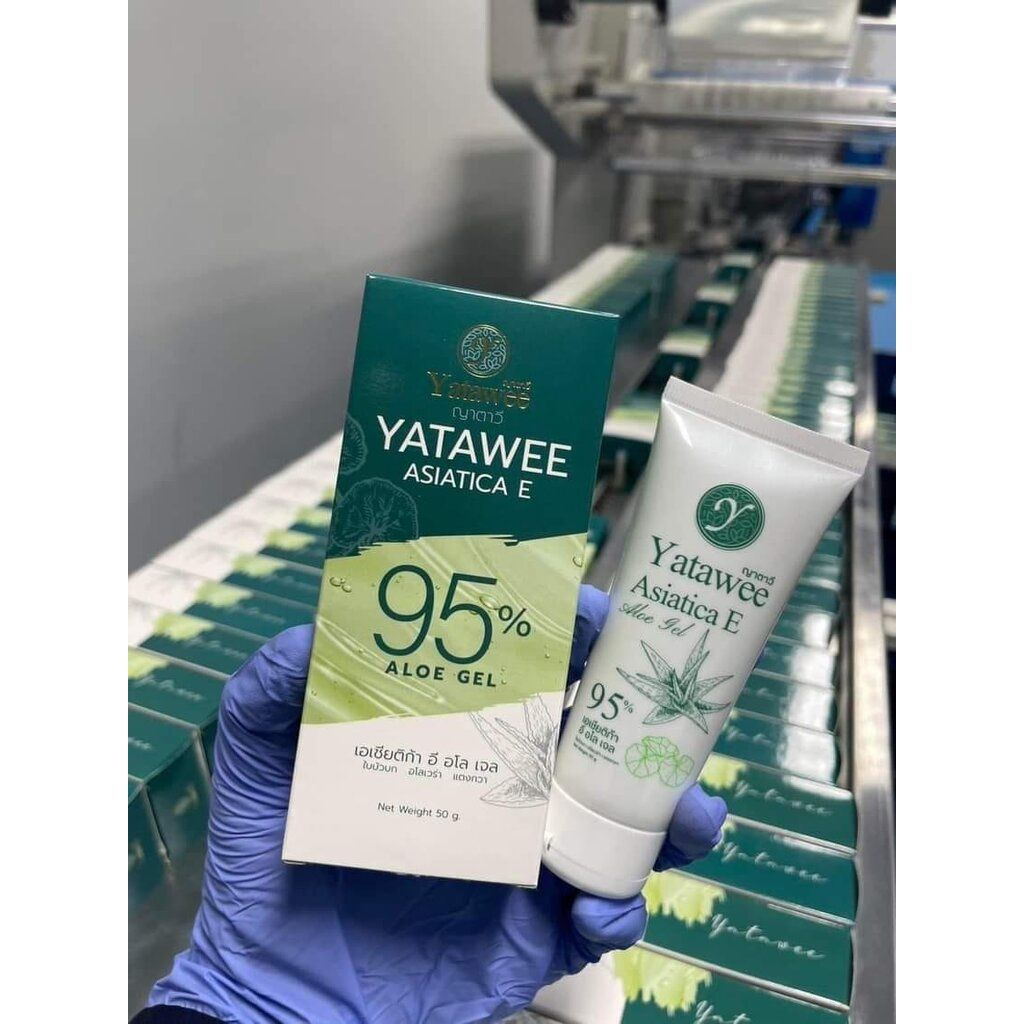 Yatawee
ญาตาวี
ญาตาวี
YATAWEE
ASIATICA E
95%
ALOE GEL
เอเชียติก้า อี อโล เจล
ใบบัวบก อโลเวร่า แตงกวา
Net Weight 50 g.
Y
ญาตาวี
Yatawee
Asiatica E
Aloe Gel
95%
เอเชียติก้า
อี อโล เจล
Yatawee
Yatawee
Yatawee
Yatawee
Yatawee